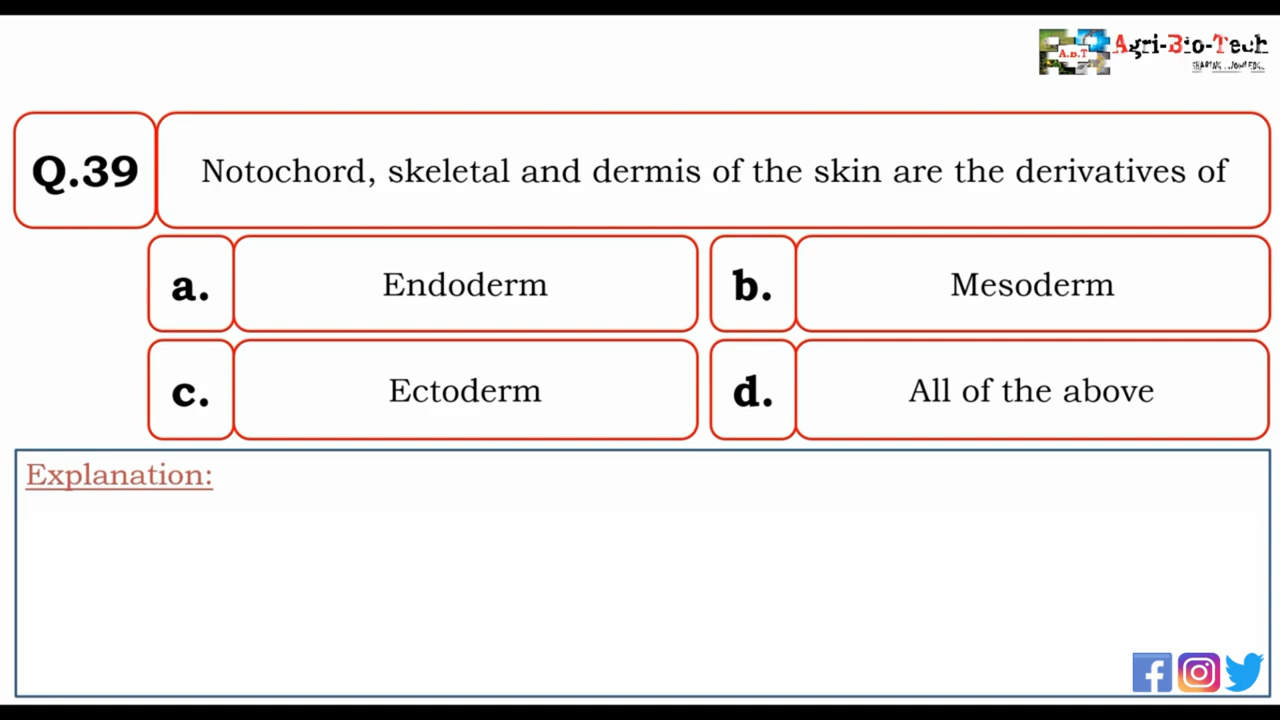 A.B.T
Agri-Bio-Tech
Q.39
Notochord, skeletal and dermis of the skin are the derivatives of
a.
Endoderm
b.
Mesoderm
c.
Ectoderm
d.
All of the above
Explanation: